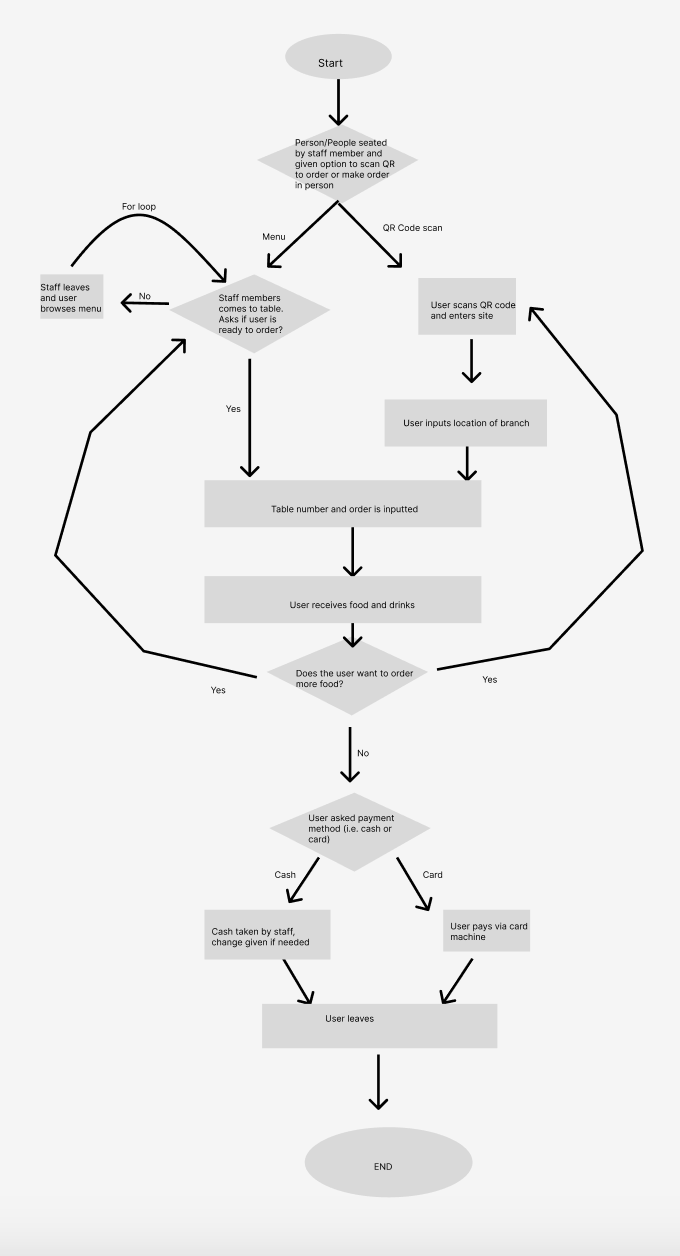 Start
Person/People seated
by staff member and
given option to scan QR
to order or make order
in person
For loop
Menu
QR Code scan
Staff leaves
and user
browses menu
No
Staff members
comes to table.
Asks if user is
ready to order?
User scans QR code
and enters site
Yes
User inputs location of branch
Table number and order is inputted
User receives food and drinks
Does the user want to order
more food?
Yes
Yes
No
User asked payment
method (i.e. cash or
card)
Cash
Card
Cash taken by staff,
change given if needed
User pays via card
machine
User leaves
END